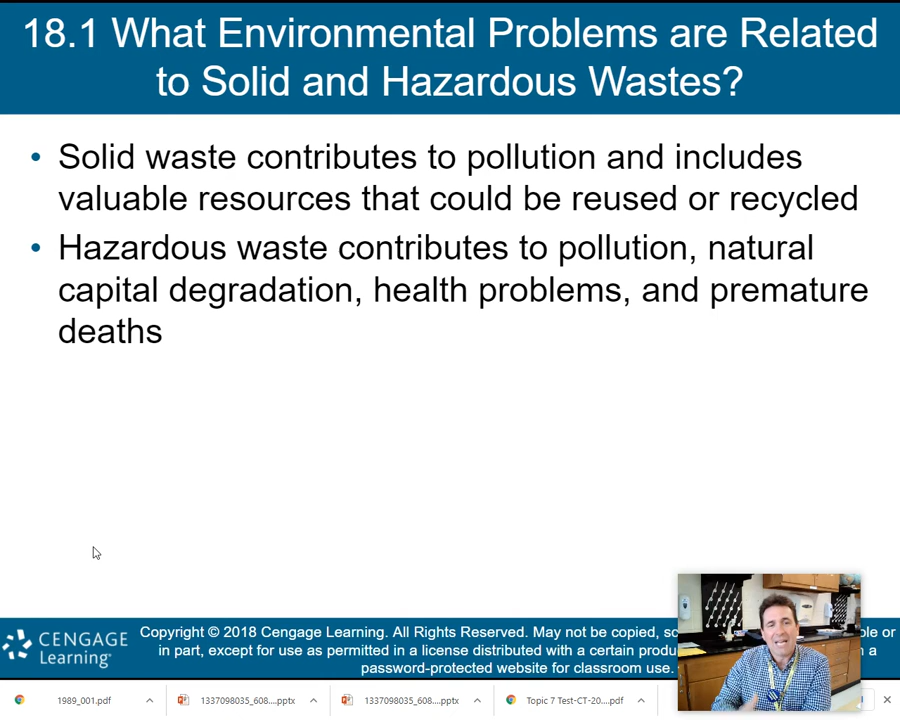 18.1 What Environmental Problems are Related
to Solid and Hazardous Wastes?
• Solid waste contributes to pollution and includes
valuable resources that could be reused or recycled
• Hazardous waste contributes to pollution, natural
capital degradation, health problems, and premature
deaths
CENGAGE
Learning
Copyright © 2018 Cengage Learning. All Rights Reserved. May not be copied,
in part, except for use as permitted in a license distributed with a certain a
password-protected website for classroom use.
1989_001.pdf
1337098035_608....pptx
1337098035_608....pptx
Topic 7 Test-CT-20....pdf